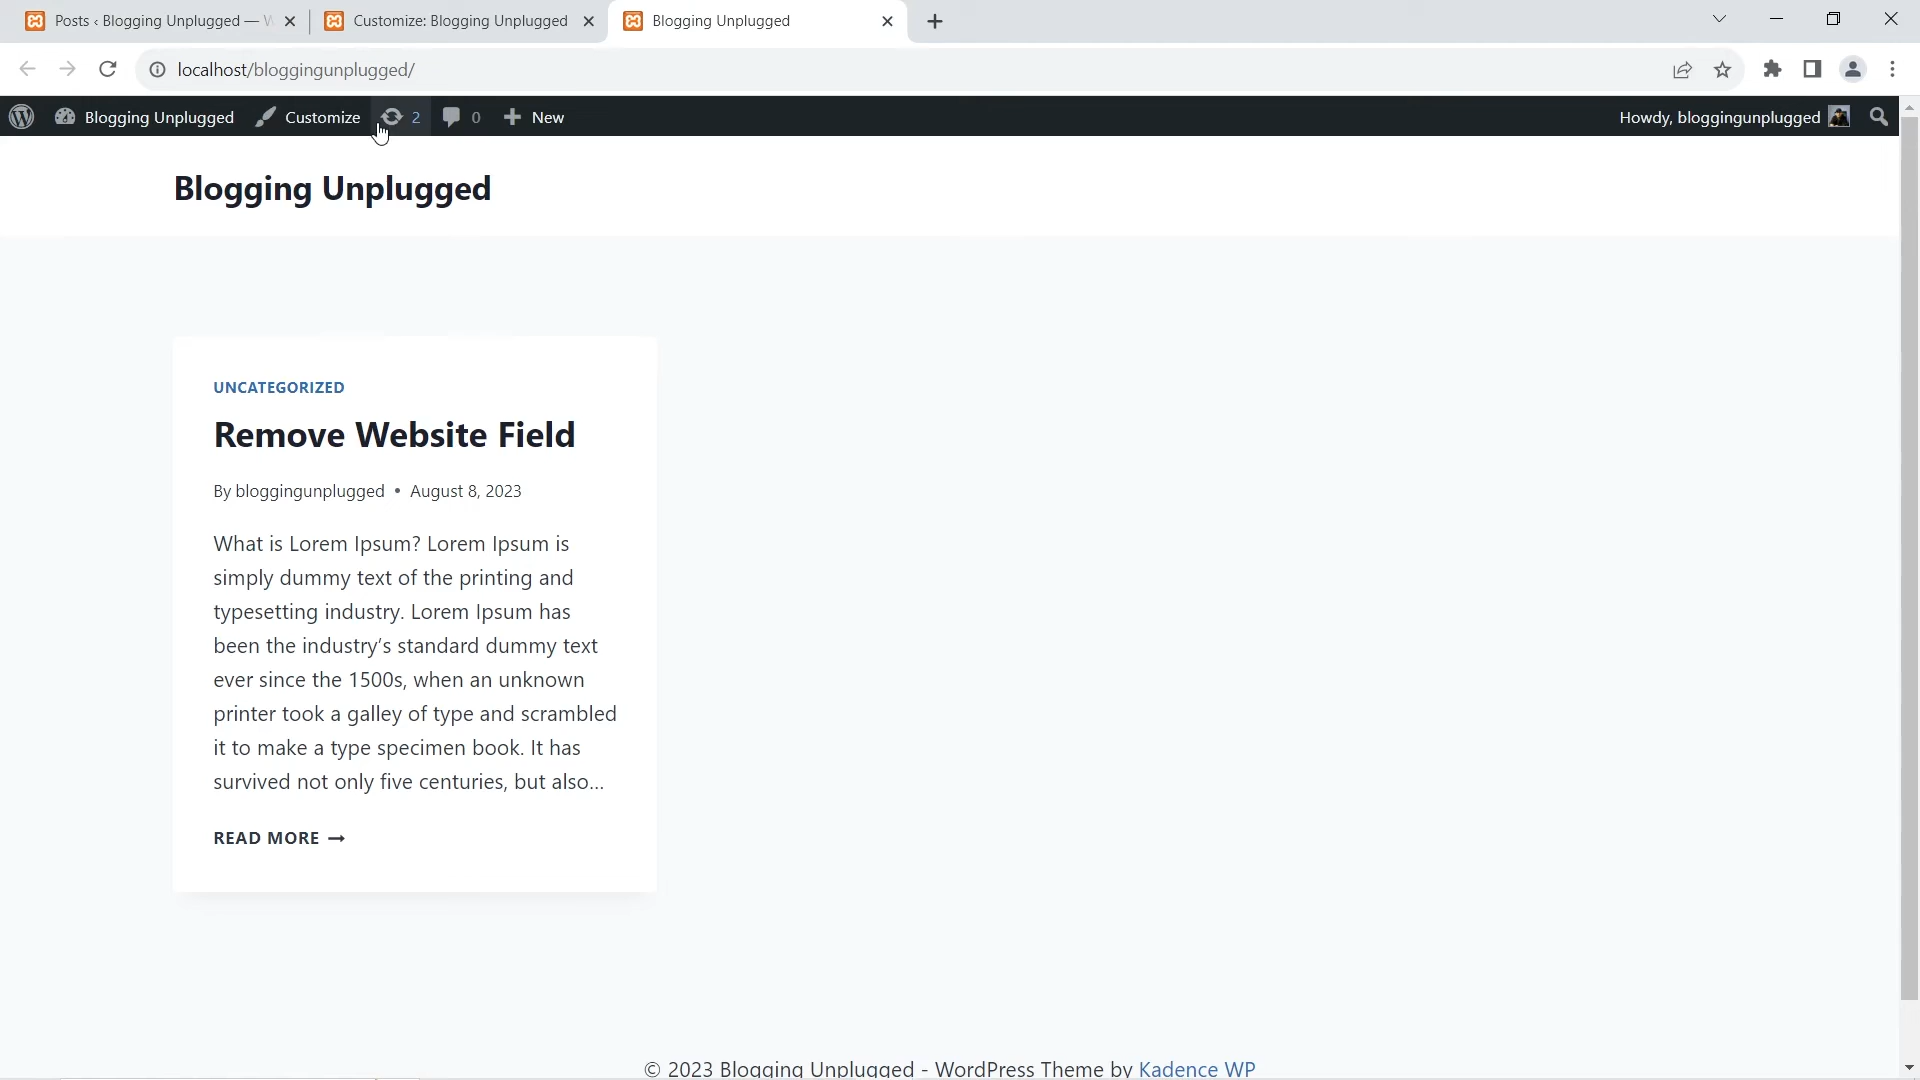 Posts ‹ Blogging Unplugged — W
Customize: Blogging Unplugged
Blogging Unplugged
localhost/bloggingunplugged/
Blogging Unplugged Customize 2 0 New
Howdy, bloggingunplugged
Blogging Unplugged
UNCATEGORIZED
Remove Website Field
By bloggingunplugged • August 8, 2023
What is Lorem Ipsum? Lorem Ipsum is
simply dummy text of the printing and
typesetting industry. Lorem Ipsum has
been the industry’s standard dummy text
ever since the 1500s, when an unknown
printer took a galley of type and scrambled
it to make a type specimen book. It has
survived not only five centuries, but also...
READ MORE →
© 2023 Blogging Unplugged - WordPress Theme by Kadence WP